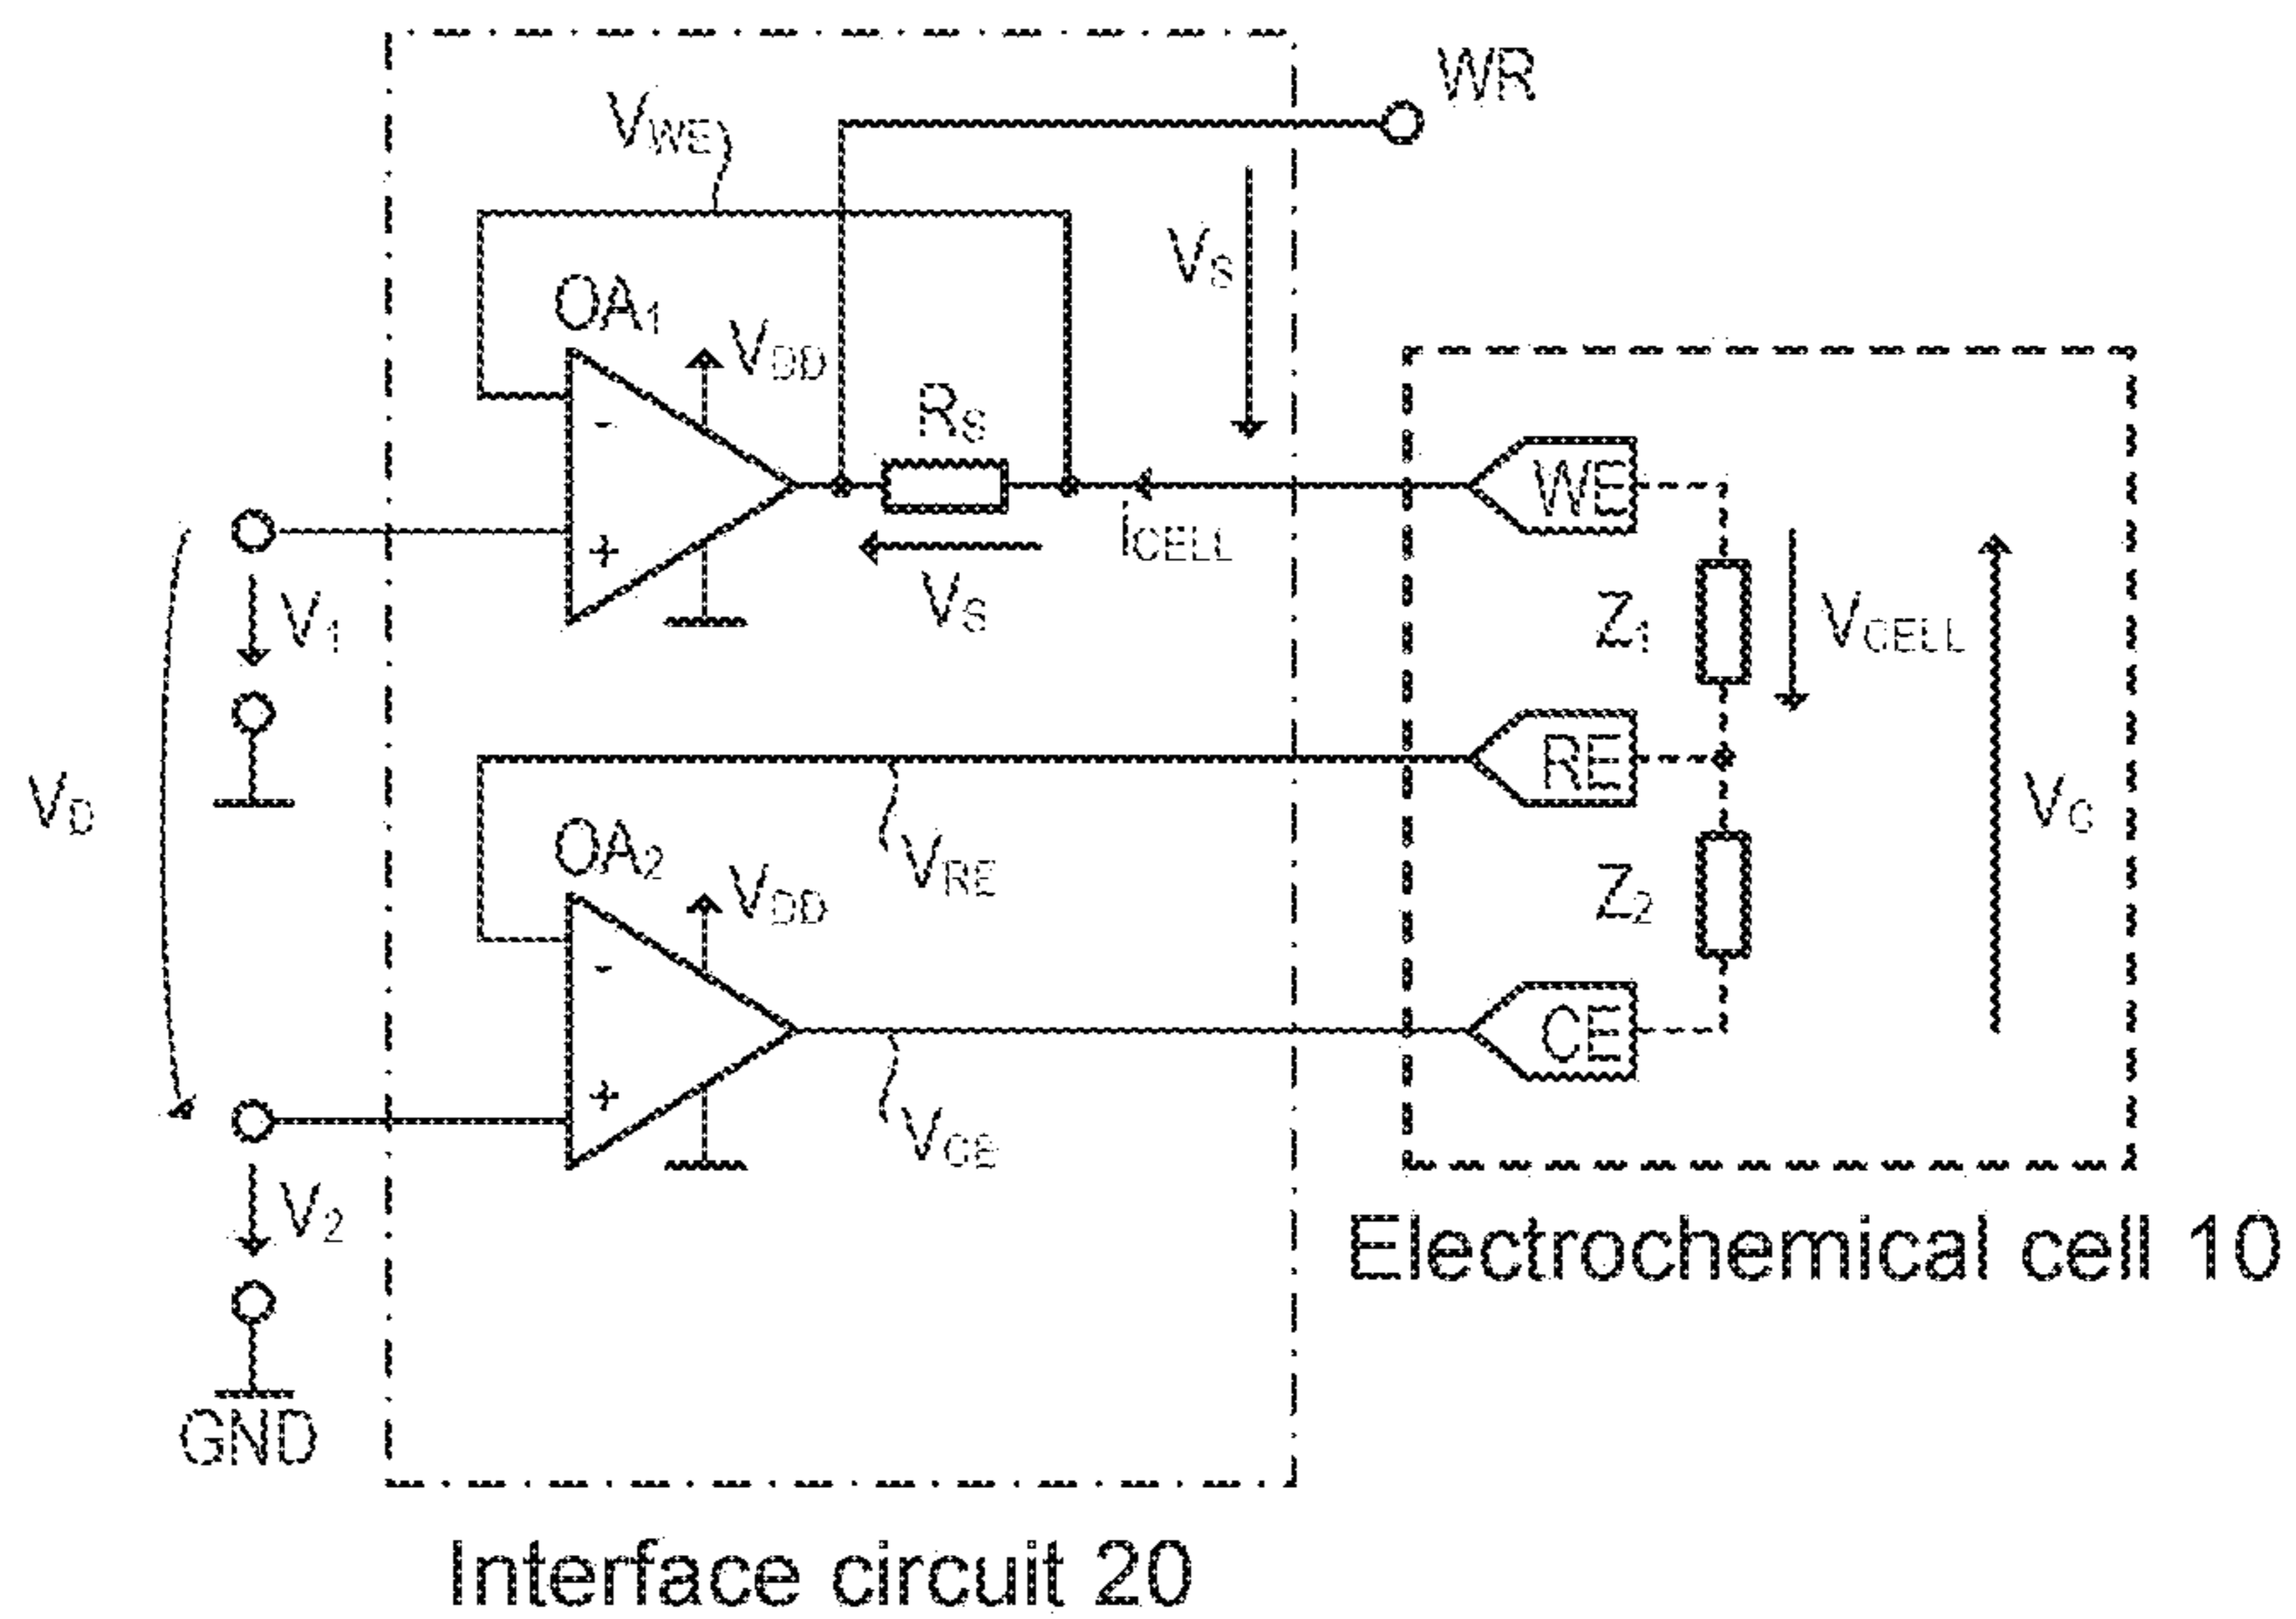 WR
VWE
VS
OA1
VDD
RS
- 
WE
+
iCELL
VS
V1
Z1
VCELL
RE
VD
VC
OA2
VRE
VDD
Z2
-
CE
+
VCE
V2
Electrochemical cell 10
GND
Interface circuit 20